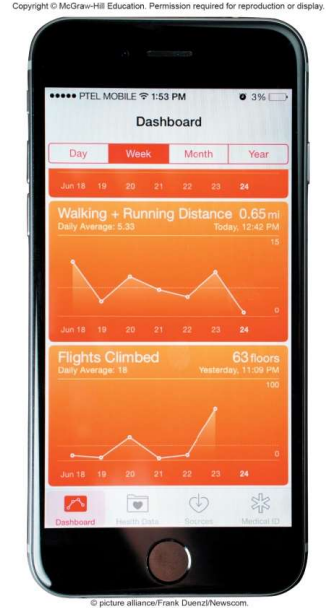 Copyright © McGraw-Hill Education. Permission required for reproduction or display.
PTEL MOBILE 1:53 PM 3%
Dashboard
Day Week Month Year
Jun 18 19 20 21 22 23 24
Walking + Running Distance 0.65 mi
Daily Average: 5.33 Today, 12:42 PM
15
0
Jun 18 19 20 21 22 23 24
Flights Climbed 63 floors
Daily Average: 18 Yesterday, 11:09 PM
100
0
Jun 18 19 20 21 22 23 24
Dashboard Health Data Sources Medical ID
© picture alliance/Frank Duenzl/Newscom.